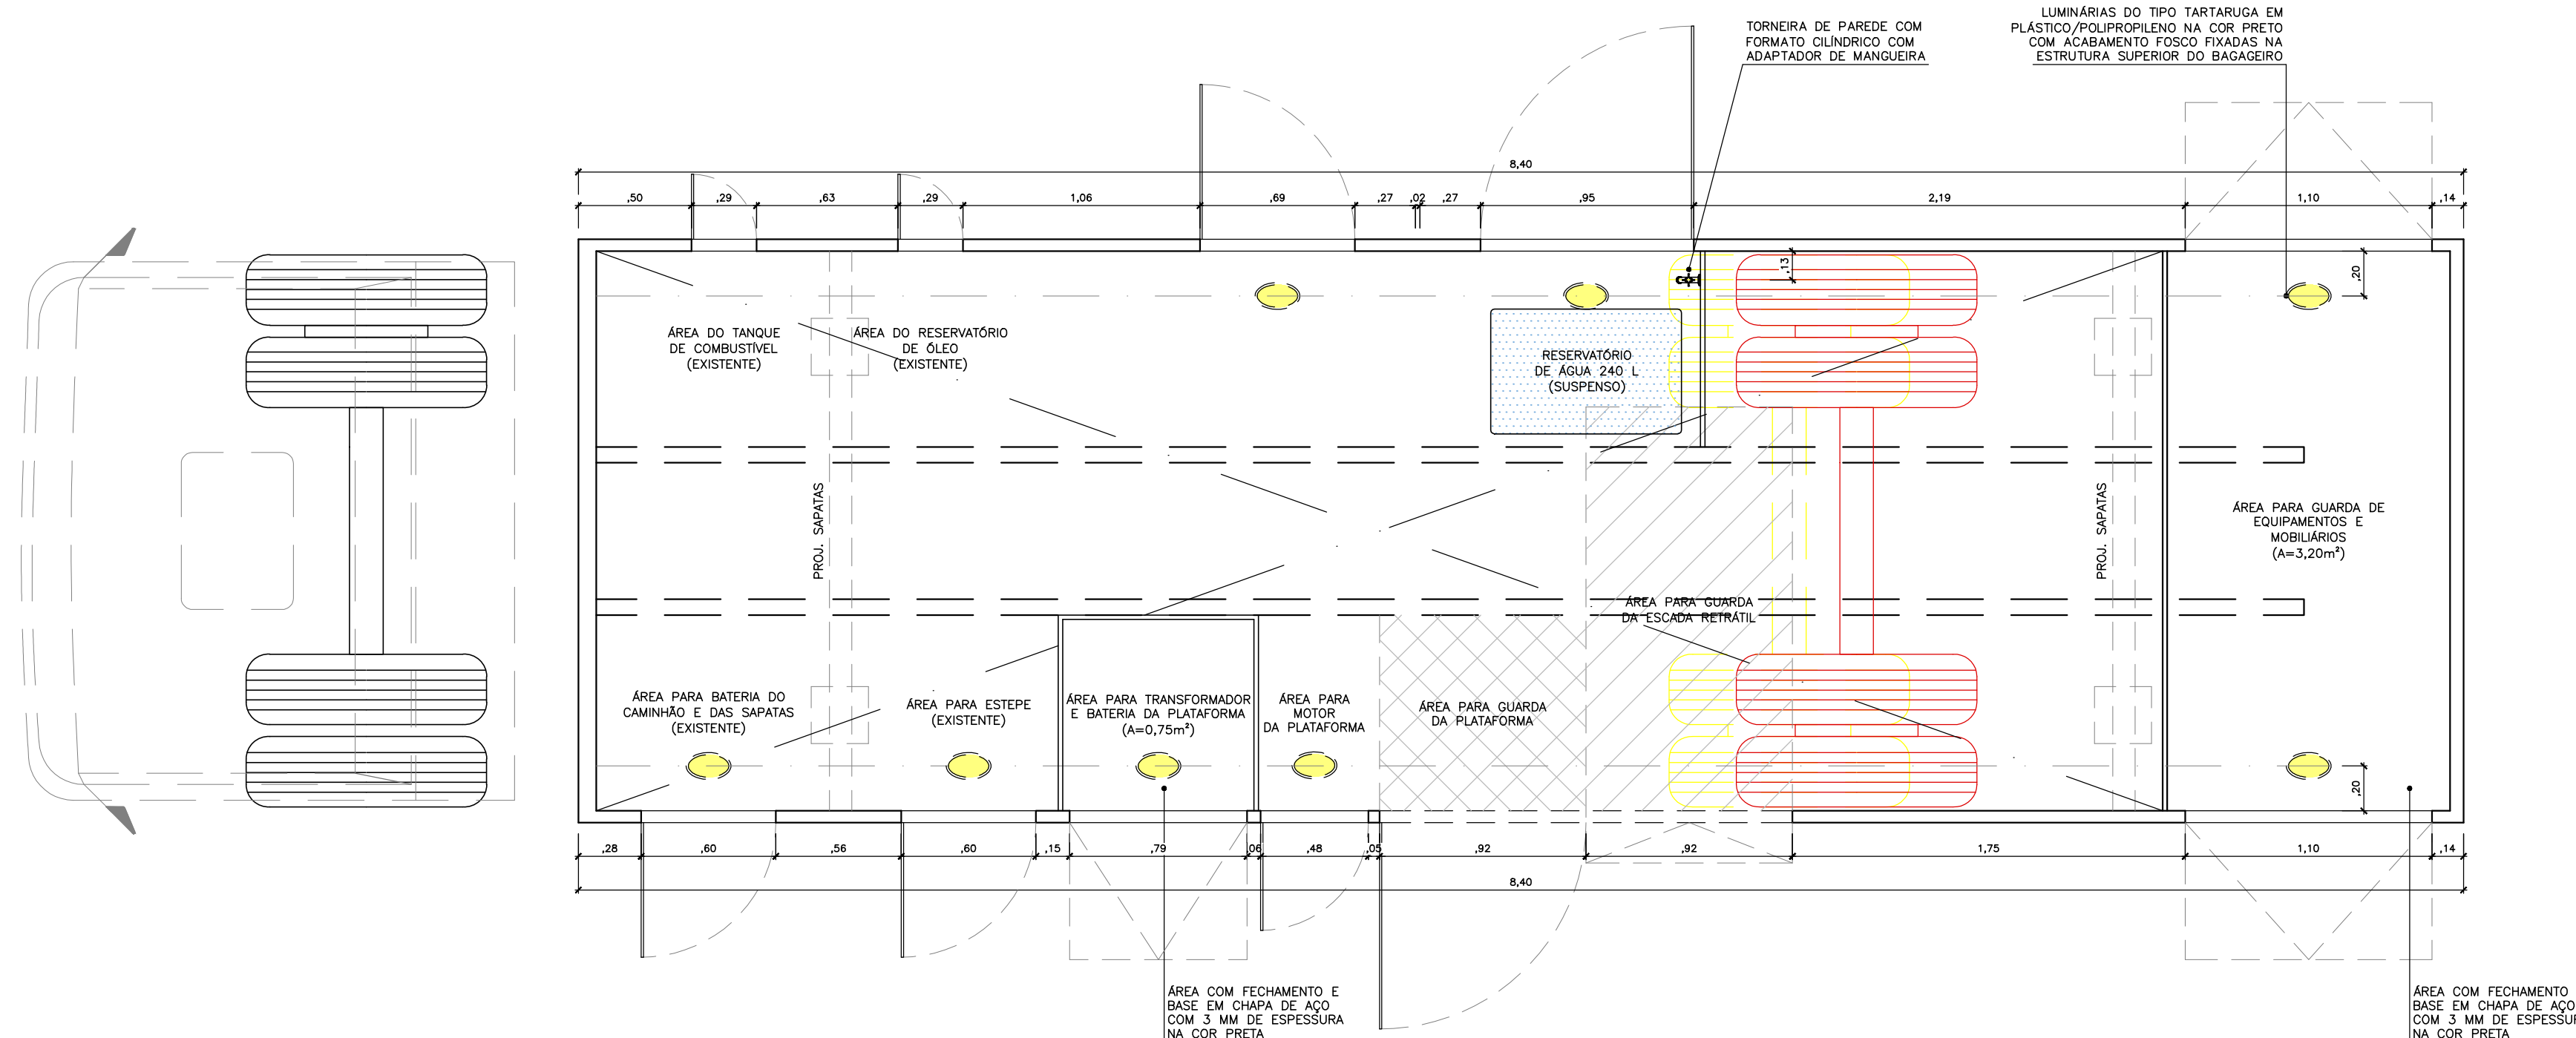 TORNEIRA DE PAREDE COM
FORMATO CILÍNDRICO COM
ADAPTADOR DE MANGUEIRA
LUMINÁRIAS DO TIPO TARTARUGA EM
PLÁSTICO/POLIPROPILENO NA COR PRETO
COM ACABAMENTO FOSCO FIXADAS NA
ESTRUTURA SUPERIOR DO BAGAGEIRO
8,40
,50 ,29 ,63 ,29 1,06 ,69 ,27 ,02 ,27 ,95 2,19 1,10 ,14
,13
,20
ÁREA DO TANQUE
DE COMBUSTÍVEL
(EXISTENTE)
ÁREA DO RESERVATÓRIO
DE ÓLEO
(EXISTENTE)
RESERVATÓRIO
DE ÁGUA 240 L
(SUSPENSO)
PROJ. SAPATAS
PROJ. SAPATAS
ÁREA PARA GUARDA DE
EQUIPAMENTOS E
MOBILIÁRIOS
(A=3,20m²)
ÁREA PARA GUARDA
DA ESCADA RETRÁTIL
ÁREA PARA BATERIA DO
CAMINHÃO E DAS SAPATAS
(EXISTENTE)
ÁREA PARA ESTEPE
(EXISTENTE)
ÁREA PARA TRANSFORMADOR
E BATERIA DA PLATAFORMA
(A=0,75m²)
ÁREA PARA
MOTOR
DA PLATAFORMA
ÁREA PARA GUARDA
DA PLATAFORMA
,20
,28 ,60 ,56 ,60 ,15 ,79 ,06 ,48 ,05 ,92 ,92 1,75 1,10 ,14
8,40
ÁREA COM FECHAMENTO E
BASE EM CHAPA DE AÇO
COM 3 MM DE ESPESSURA
NA COR PRETA
ÁREA COM FECHAMENTO
BASE EM CHAPA DE AÇO
COM 3 MM DE ESPESSUR
NA COR PRETA